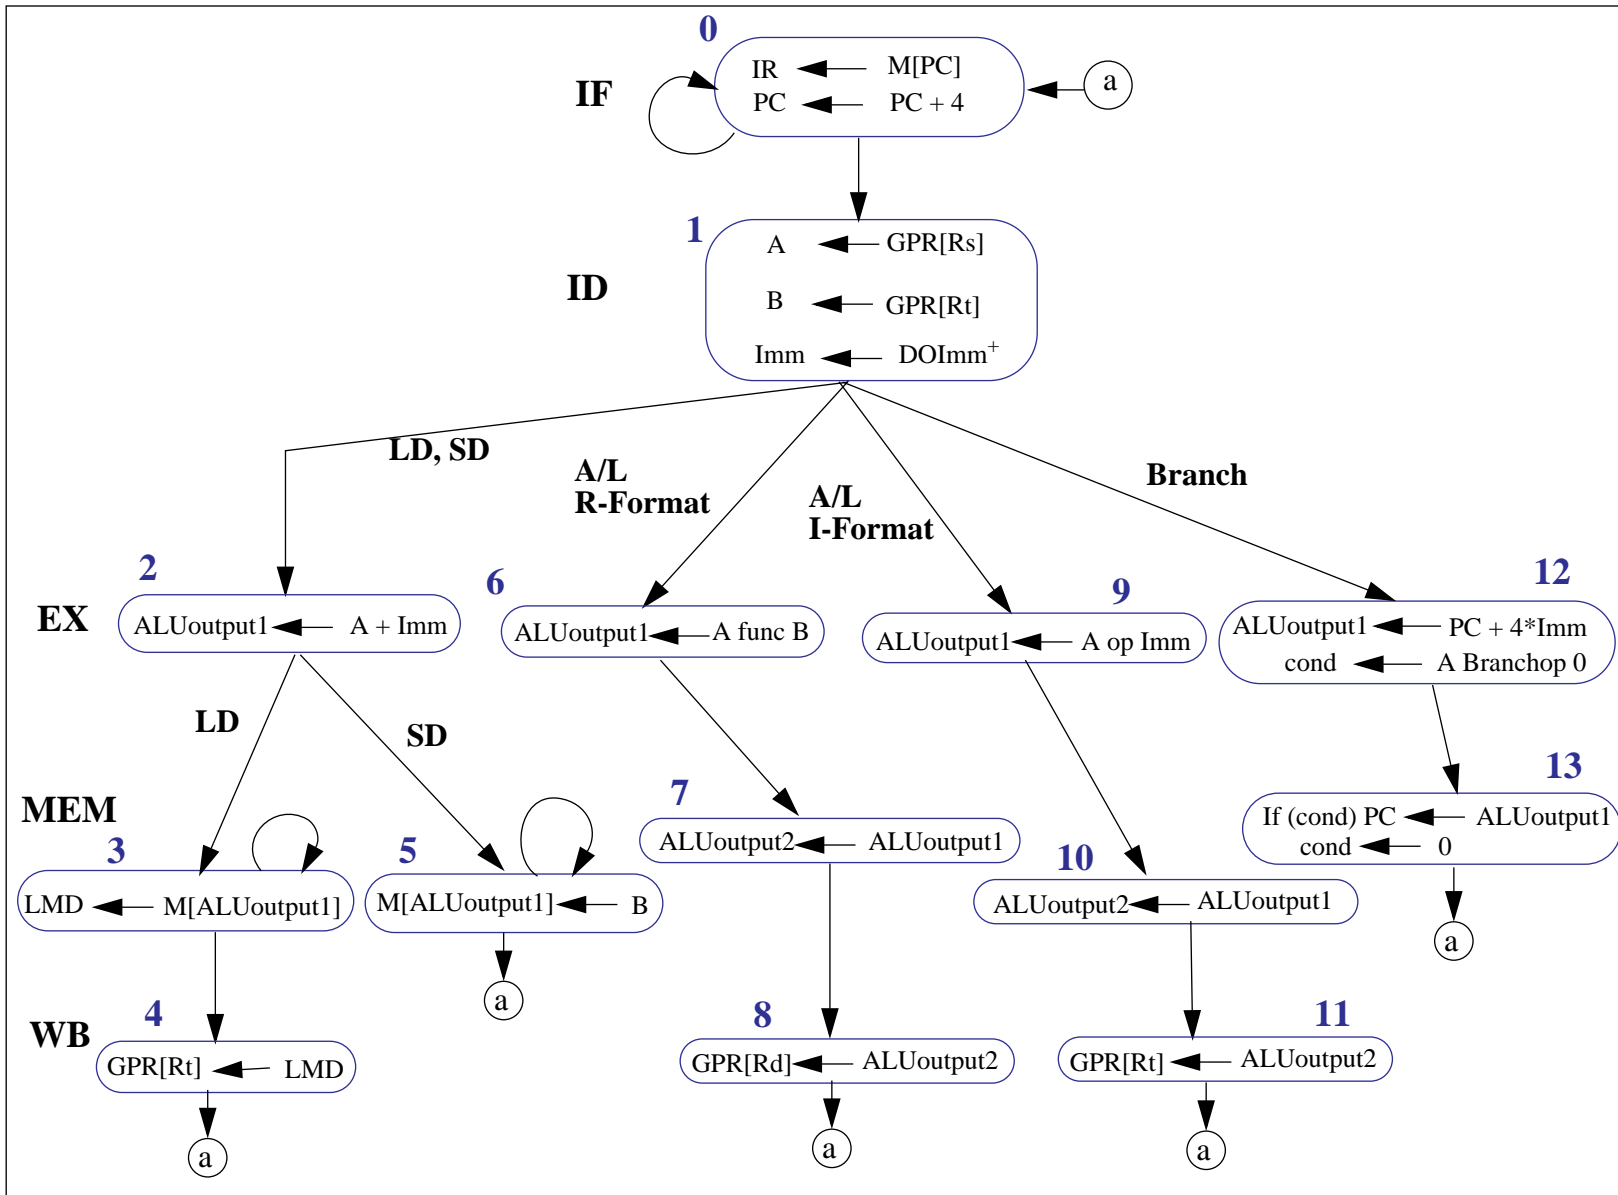 0
IF
IR M[PC]
PC PC + 4
a
1
ID
A GPR[Rs]
B GPR[Rt]
Imm DOImm+
LD, SD
A/L
R-Format
A/L
I-Format
Branch
EX
2
ALUoutput1 A + Imm
6
ALUoutput1 A func B
9
ALUoutput1 A op Imm
12
ALUoutput1 PC + 4*Imm
cond A Branchop 0
LD
SD
MEM
3
LMD M[ALUoutput1]
5
M[ALUoutput1] B
a
7
ALUoutput2 ALUoutput1
10
ALUoutput2 ALUoutput1
13
If (cond) PC ALUoutput1
cond 0
a
WB
4
GPR[Rt] LMD
a
8
GPR[Rd] ALUoutput2
a
11
GPR[Rt] ALUoutput2
a